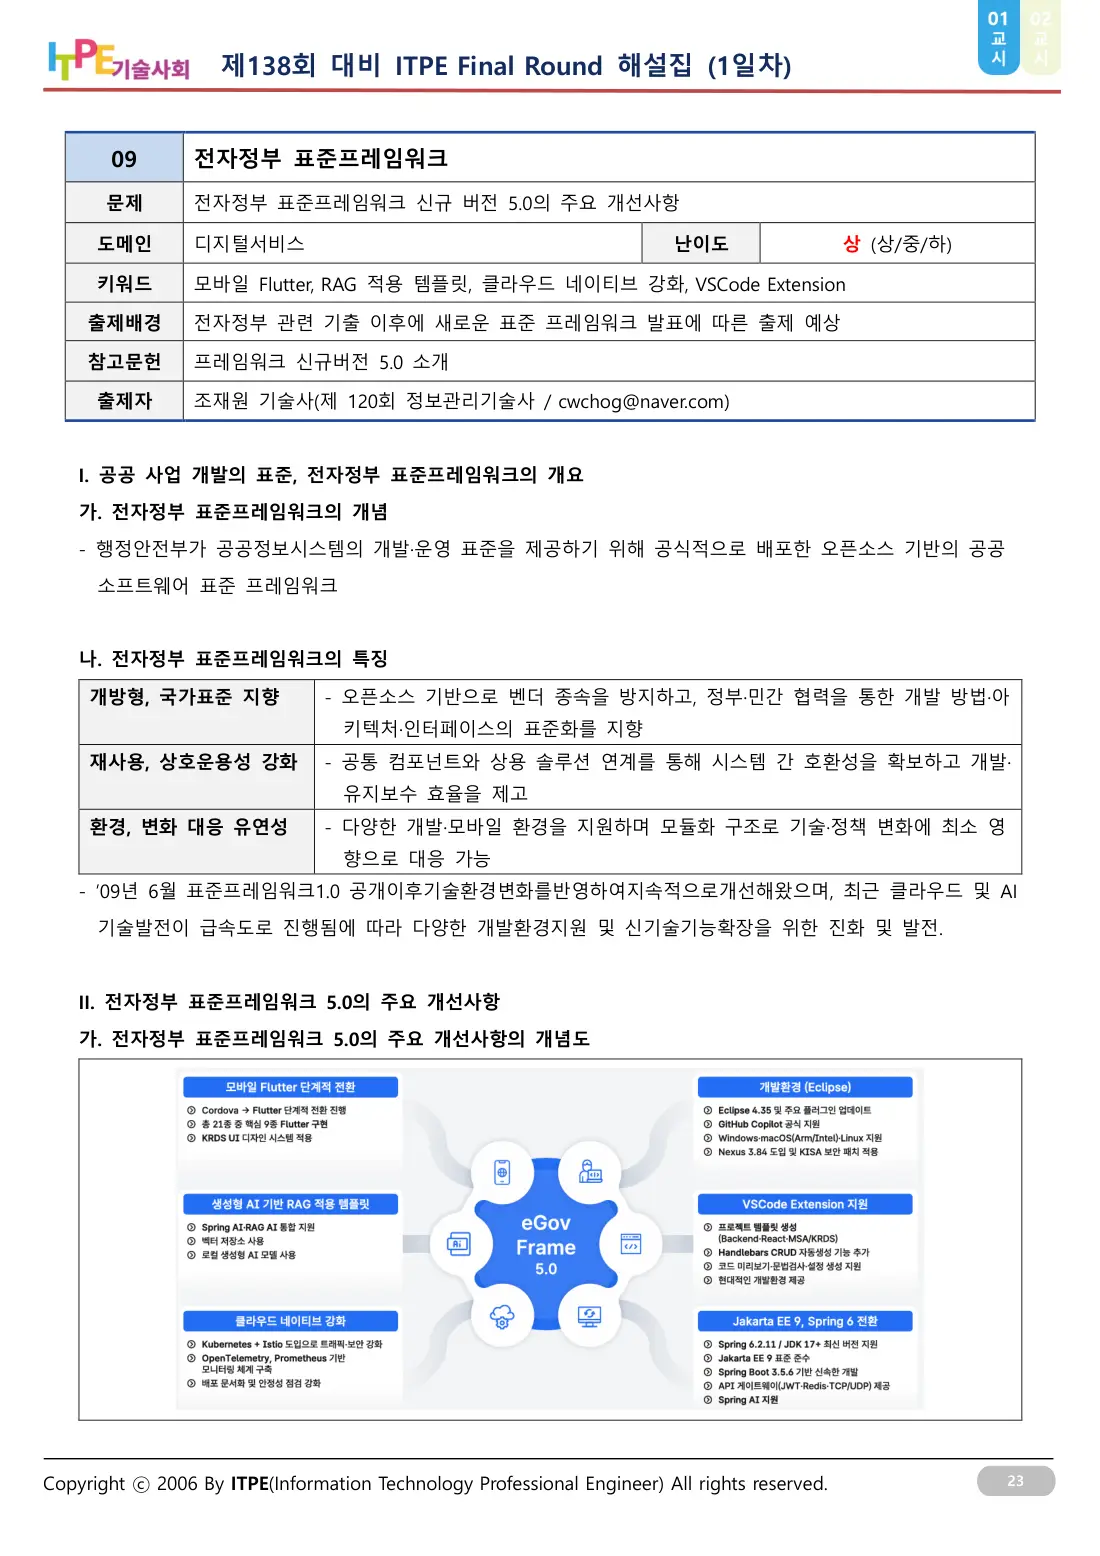 ITPE기술사회 제138회 대비 ITPE Final Round 해설집 (1일차)
01
교
시
02
교
시
09 전자정부 표준프레임워크
문제 전자정부 표준프레임워크 신규 버전 5.0의 주요 개선사항
도메인 디지털서비스 난이도 상 (상/중/하)
키워드 모바일 Flutter, RAG 적용 템플릿, 클라우드 네이티브 강화, VSCode Extension
출제배경 전자정부 관련 기출 이후에 새로운 표준 프레임워크 발표에 따른 출제 예상
참고문헌 프레임워크 신규버전 5.0 소개
출제자 조재원 기술사(제 120회 정보관리기술사 / cwchog@naver.com)
I. 공공 사업 개발의 표준, 전자정부 표준프레임워크의 개요
가. 전자정부 표준프레임워크의 개념
- 행정안전부가 공공정보시스템의 개발·운영 표준을 제공하기 위해 공식적으로 배포한 오픈소스 기반의 공공
소프트웨어 표준 프레임워크
나. 전자정부 표준프레임워크의 특징
개방형, 국가표준 지향 - 오픈소스 기반으로 벤더 종속을 방지하고, 정부·민간 협력을 통한 개발 방법·아
키텍처·인터페이스의 표준화를 지향
재사용, 상호운용성 강화 - 공통 컴포넌트와 상용 솔루션 연계를 통해 시스템 간 호환성을 확보하고 개발·
유지보수 효율을 제고
환경, 변화 대응 유연성 - 다양한 개발·모바일 환경을 지원하며 모듈화 구조로 기술·정책 변화에 최소 영
향으로 대응 가능
- '09년 6월 표준프레임워크1.0 공개이후기술환경변화를반영하여지속적으로개선해왔으며, 최근 클라우드 및 AI
기술발전이 급속도로 진행됨에 따라 다양한 개발환경지원 및 신기술기능확장을 위한 진화 및 발전.
II. 전자정부 표준프레임워크 5.0의 주요 개선사항
가. 전자정부 표준프레임워크 5.0의 주요 개선사항의 개념도
모바일 Flutter 단계적 전환
Cordova → Flutter 단계적 전환 진행
총 21종 중 핵심 9종 Flutter 구현
KRDS UI 디자인 시스템 적용
생성형 AI 기반 RAG 적용 템플릿
Spring AI·RAG AI 통합 지원
벡터 저장소 사용
로컬 생성형 AI 모델 사용
클라우드 네이티브 강화
Kubernetes + Istio 도입으로 트래픽·보안 강화
OpenTelemetry, Prometheus 기반
모니터링 체계 구축
배포 문서화 및 안정성 점검 강화
Ai
eGov
Frame
5.0
개발환경 (Eclipse)
Eclipse 4.35 및 주요 플러그인 업데이트
GitHub Copilot 공식 지원
Windows·macOS(Arm/Intel)·Linux 지원
Nexus 3.84 도입 및 KISA 보안 패치 적용
VSCode Extension 지원
프로젝트 템플릿 생성
(Backend·React·MSA/KRDS)
Handlebars CRUD 자동생성 기능 추가
코드 미리보기·문법검사·설정 생성 지원
현대적인 개발환경 제공
Jakarta EE 9, Spring 6 전환
Spring 6.2.11 / JDK 17+ 최신 버전 지원
Jakarta EE 9 표준 준수
Spring Boot 3.5.6 기반 신속한 개발
API 게이트웨이(JWT·Redis·TCP/UDP) 제공
Spring AI 지원
Copyright ⓒ 2006 By ITPE(Information Technology Professional Engineer) All rights reserved.
23